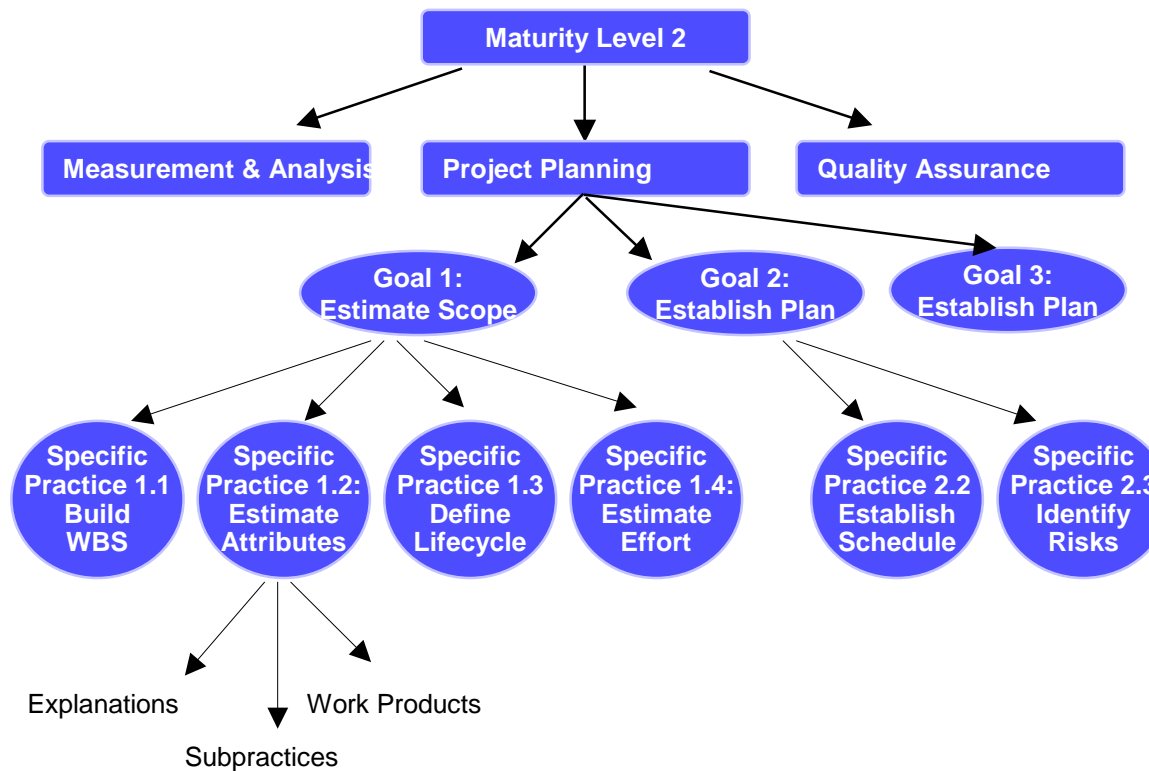 Maturity Level 2
Measurement & Analysis
Project Planning
Quality Assurance
Goal 1:
Estimate Scope
Goal 2:
Establish Plan
Goal 3:
Establish Plan
Specific
Practice 1.1
Build
WBS
Specific
Practice 1.2:
Estimate
Attributes
Specific
Practice 1.3
Define
Lifecycle
Specific
Practice 1.4:
Estimate
Effort
Specific
Practice 2.2
Establish
Schedule
Specific
Practice 2.3
Identify
Risks
Explanations
Work Products
Subpractices